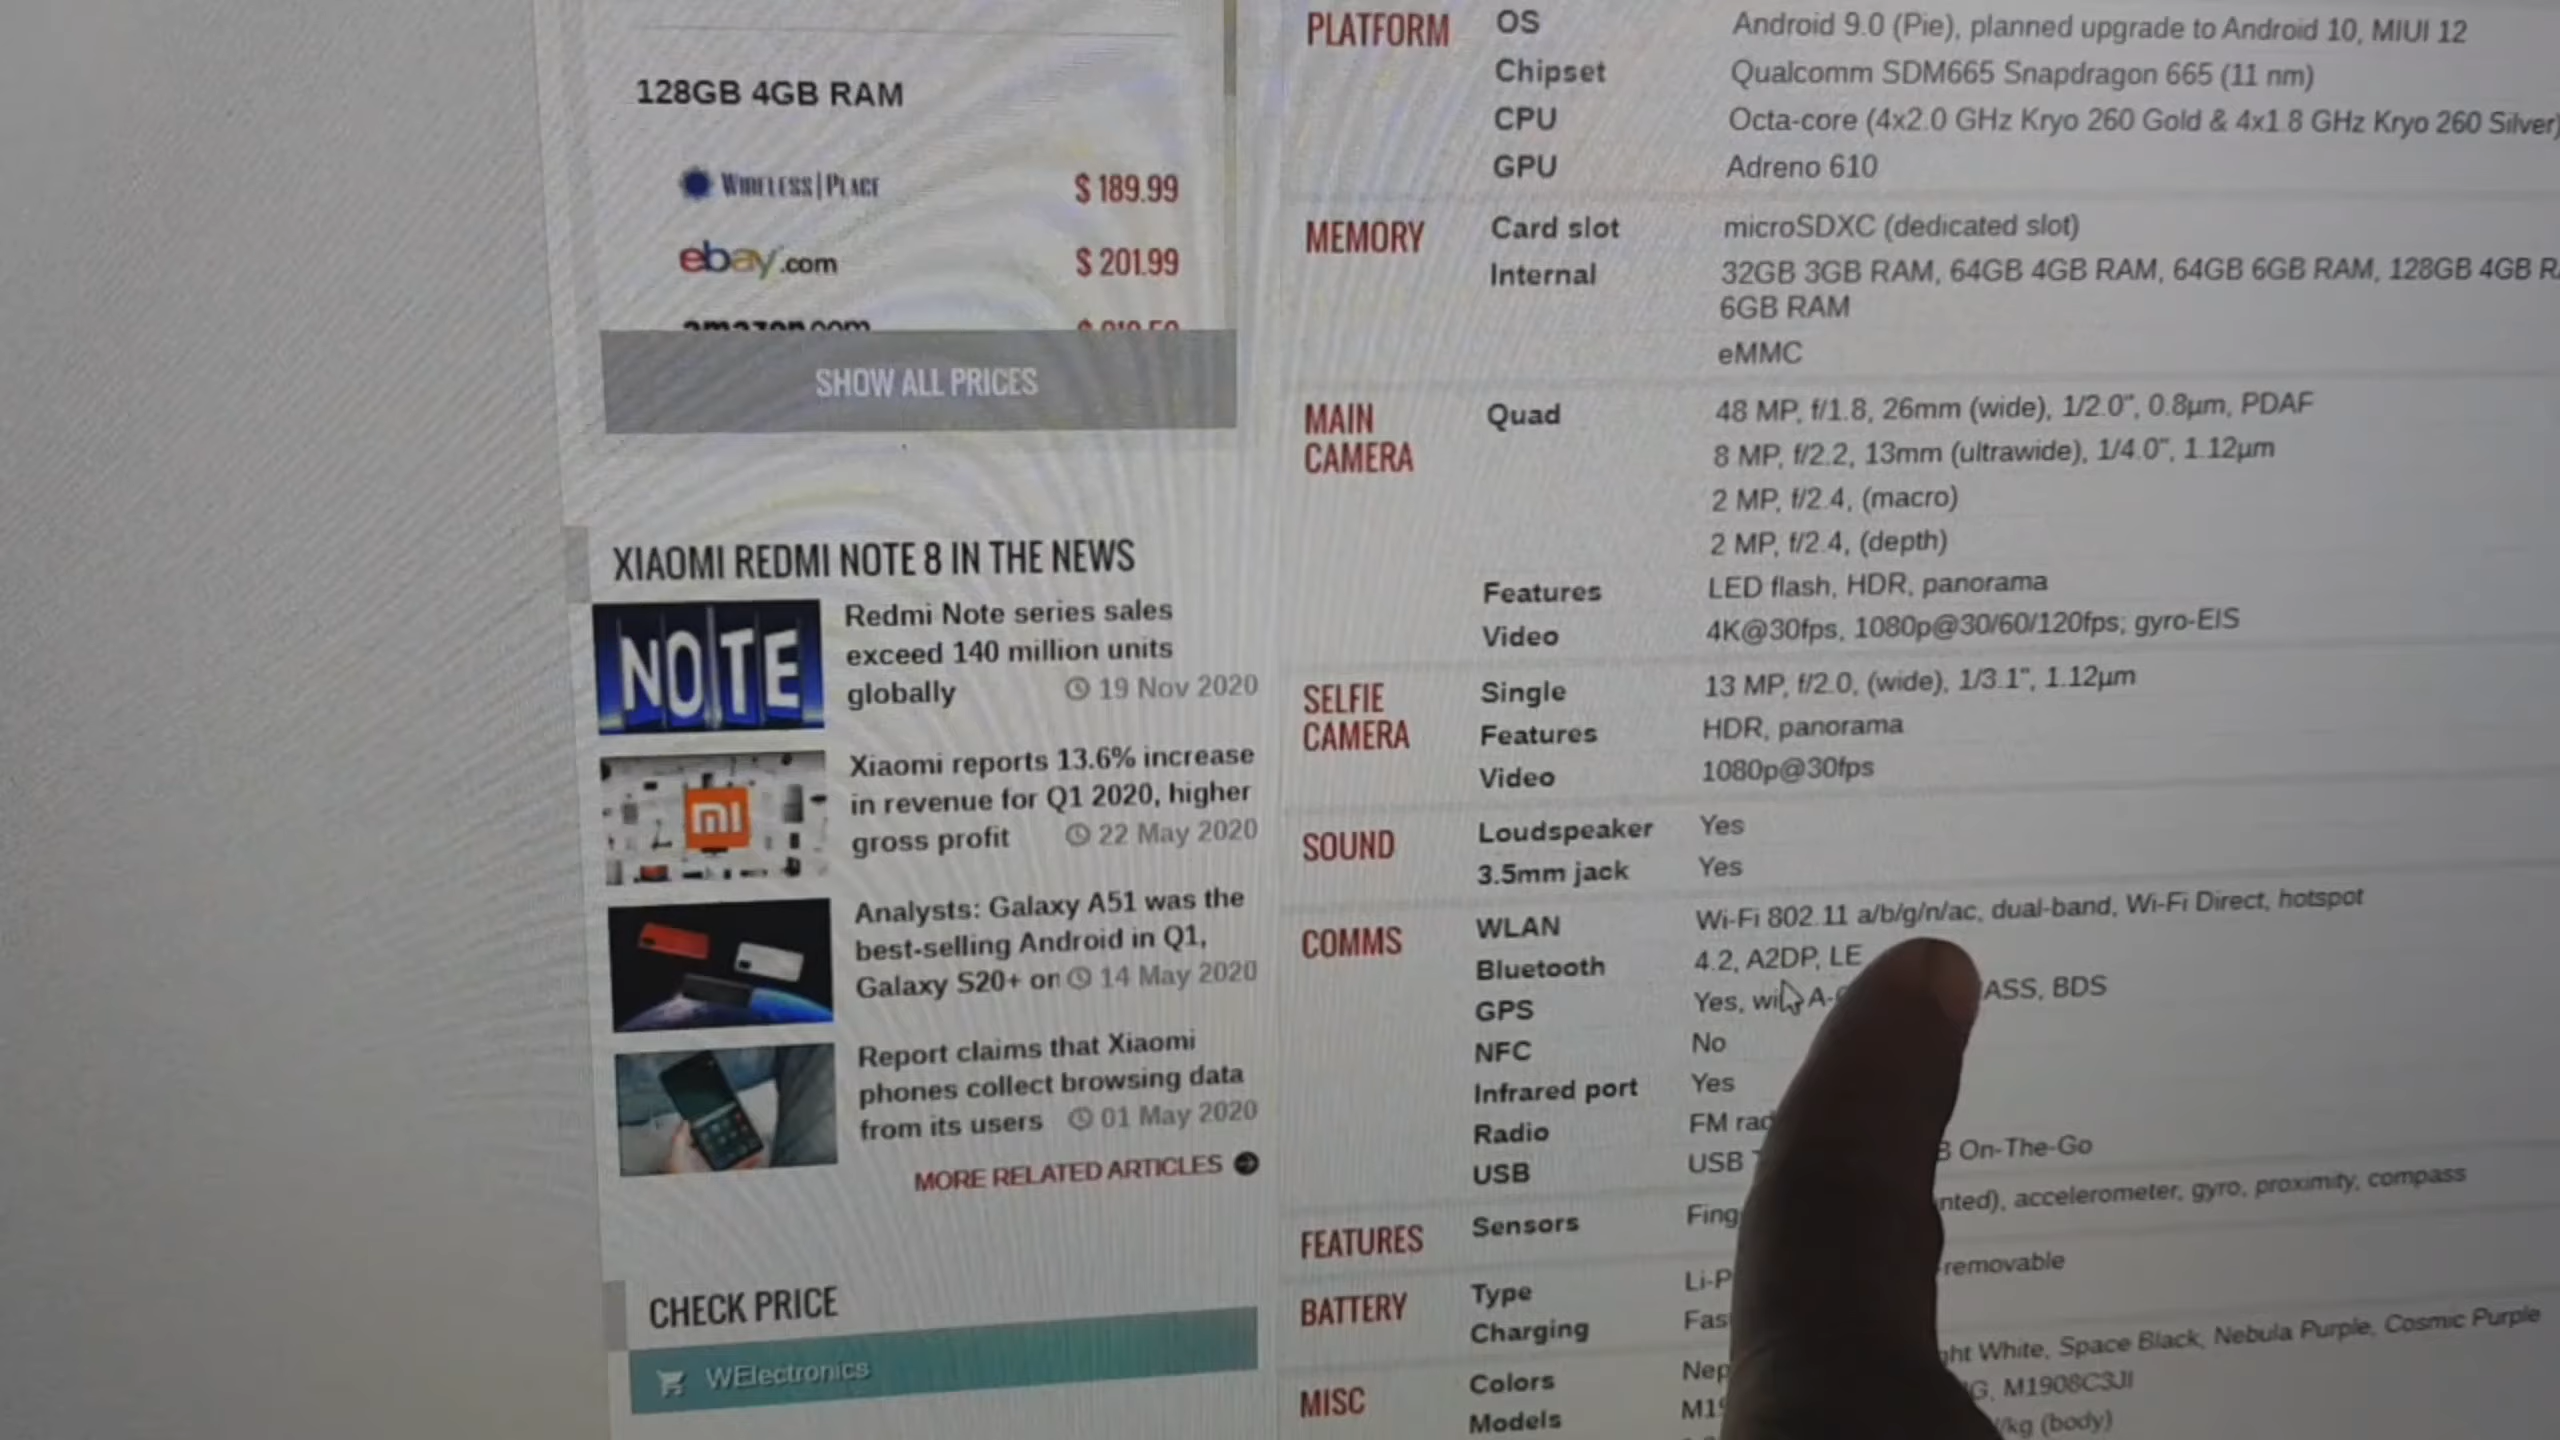 128GB 4GB RAM
WIRELESS|PLACE $ 189.99
ebay.com $ 201.99
amazon.com
SHOW ALL PRICES
XIAOMI REDMI NOTE 8 IN THE NEWS
NOTE
Redmi Note series sales
exceed 140 million units
globally 19 Nov 2020
mi
Xiaomi reports 13.6% increase
in revenue for Q1 2020, higher
gross profit 22 May 2020
Analysts: Galaxy A51 was the
best-selling Android in Q1,
Galaxy S20+ on 14 May 2020
Report claims that Xiaomi
phones collect browsing data
from its users 01 May 2020
MORE RELATED ARTICLES
CHECK PRICE
WElectronics
PLATFORM OS Android 9.0 (Pie), planned upgrade to Android 10, MIUI 12
Chipset Qualcomm SDM665 Snapdragon 665 (11 nm)
CPU Octa-core (4x2.0 GHz Kryo 260 Gold & 4x1.8 GHz Kryo 260 Silver)
GPU Adreno 610
MEMORY Card slot microSDXC (dedicated slot)
Internal 32GB 3GB RAM, 64GB 4GB RAM, 64GB 6GB RAM, 128GB 4GB
6GB RAM
eMMC
MAIN CAMERA Quad 48 MP, f/1.8, 26mm (wide), 1/2.0", 0.8µm, PDAF
8 MP, f/2.2, 13mm (ultrawide), 1/4.0", 1.12µm
2 MP, f/2.4, (macro)
2 MP, f/2.4, (depth)
Features LED flash, HDR, panorama
Video 4K@30fps, 1080p@30/60/120fps; gyro-EIS
SELFIE CAMERA Single 13 MP, f/2.0, (wide), 1/3.1", 1.12µm
Features HDR, panorama
Video 1080p@30fps
SOUND Loudspeaker Yes
3.5mm jack Yes
COMMS WLAN Wi-Fi 802.11 a/b/g/n/ac, dual-band, Wi-Fi Direct, hotspot
Bluetooth 4.2, A2DP, LE
GPS Yes, BDS
NFC No
Infrared port Yes
Radio FM
USB USB On-The-Go
FEATURES Sensors accelerometer, gyro, proximity, compass
BATTERY Type removable
Charging
MISC Colors White, Space Black, Nebula Purple, Cosmic Purple
Models M1908C3JI
(body)